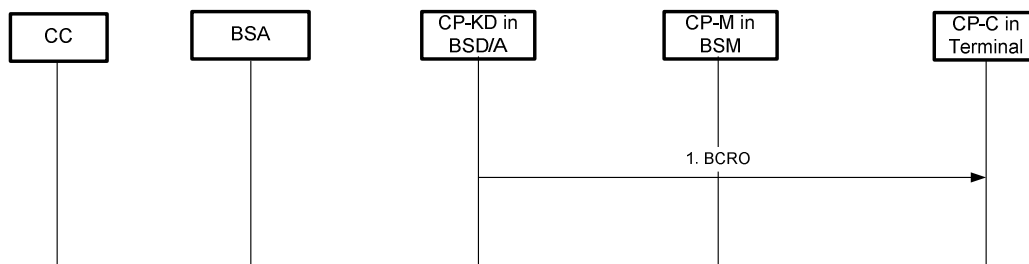 CC
BSA
CP-KD in
BSD/A
CP-M in
BSM
CP-C in
Terminal
1. BCRO